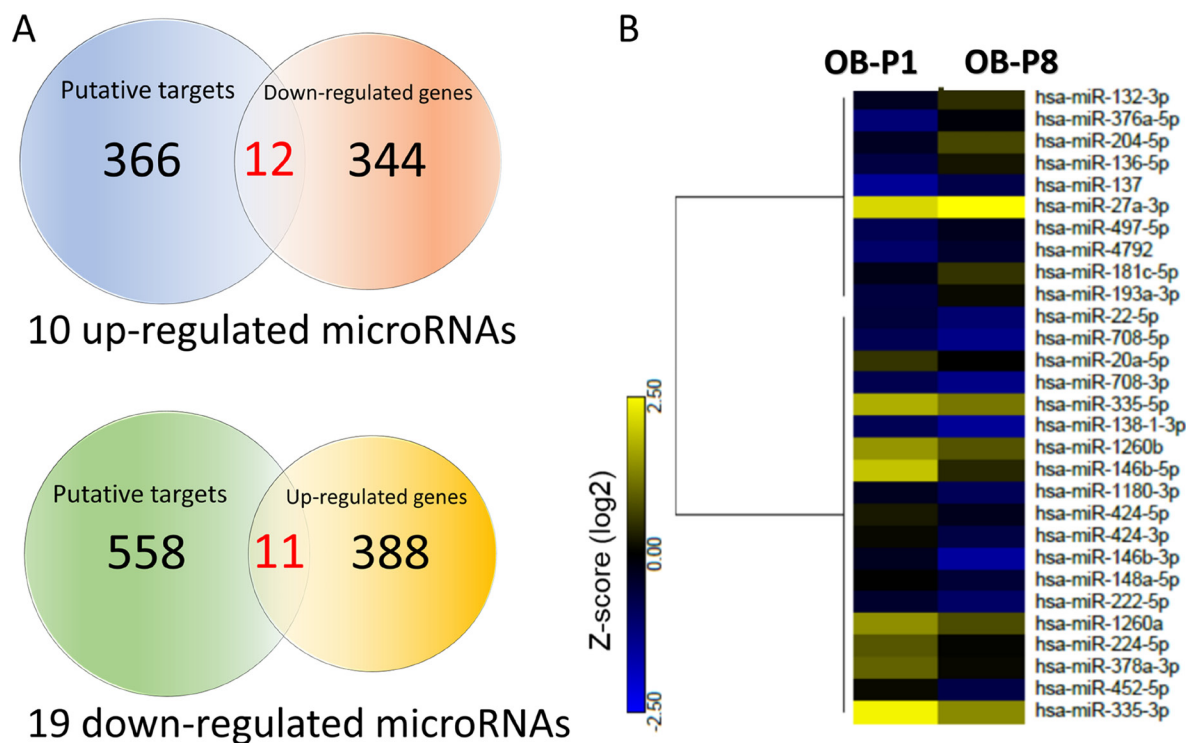 A
Putative targets
Down-regulated genes
366
12
344
10 up-regulated microRNAs
Putative targets
Up-regulated genes
558
11
388
19 down-regulated microRNAs
B
OB-P1 OB-P8
hsa-miR-132-3p
hsa-miR-376a-5p
hsa-miR-204-5p
hsa-miR-136-5p
hsa-miR-137
hsa-miR-27a-3p
hsa-miR-497-5p
hsa-miR-4792
hsa-miR-181c-5p
hsa-miR-193a-3p
hsa-miR-22-5p
hsa-miR-708-5p
hsa-miR-20a-5p
hsa-miR-708-3p
hsa-miR-335-5p
hsa-miR-138-1-3p
hsa-miR-1260b
hsa-miR-146b-5p
hsa-miR-1180-3p
hsa-miR-424-5p
hsa-miR-424-3p
hsa-miR-146b-3p
hsa-miR-148a-5p
hsa-miR-222-5p
hsa-miR-1260a
hsa-miR-224-5p
hsa-miR-378a-3p
hsa-miR-452-5p
hsa-miR-335-3p
Z-score (log2)
2.50
0.00
-2.50